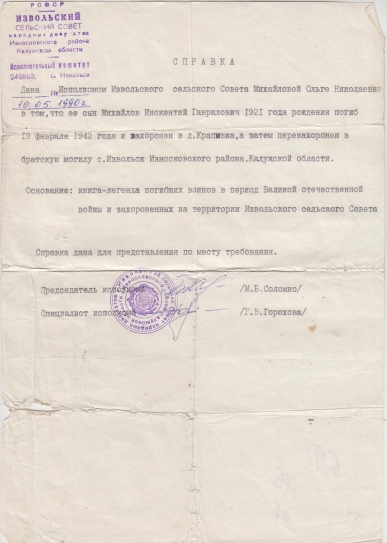 РСФСР
ИЗВОЛЬСКИЙ
СЕЛЬСКИЙ СОВЕТ
народных депутатов
Износковского района
Калужской области
Исполнительный комитет
249883, с. Извольск
№
10.05.1990г
СПРАВКА
Дана Исполкомом Извольского сельского Совета Михайловой Ольге Николаевне
в том, что ее сын Михайлов Инокентий Гаврилович 1921 года рождения погиб
19 февраля 1942 года и захоронен в д.Крапивка,а затем перезахоронен в
братскую могилу с.Извольск Износковского района,Калужской области.
Основание: книга-легенда погибших воинов в период Великой отечественной
войны и захороненных на территории Извольского сельского Совета
Справка дана для представления по месту требования.
Председатель исполкома /М.Б.Соломко/
Специалист исполкома /Т.В.Горохова/